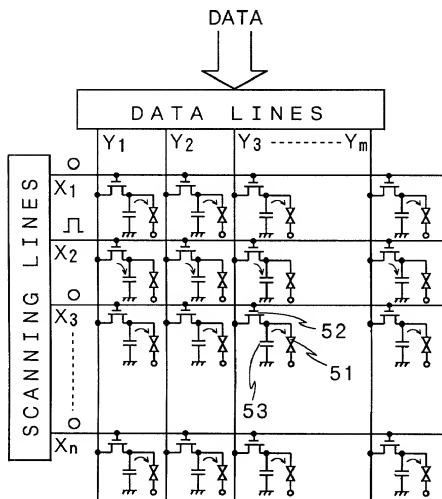 DATA
DATA LINES
Y1 Y2 Y3 Ym
SCANNING LINES
X1
X2
X3
52
51
53
Xn